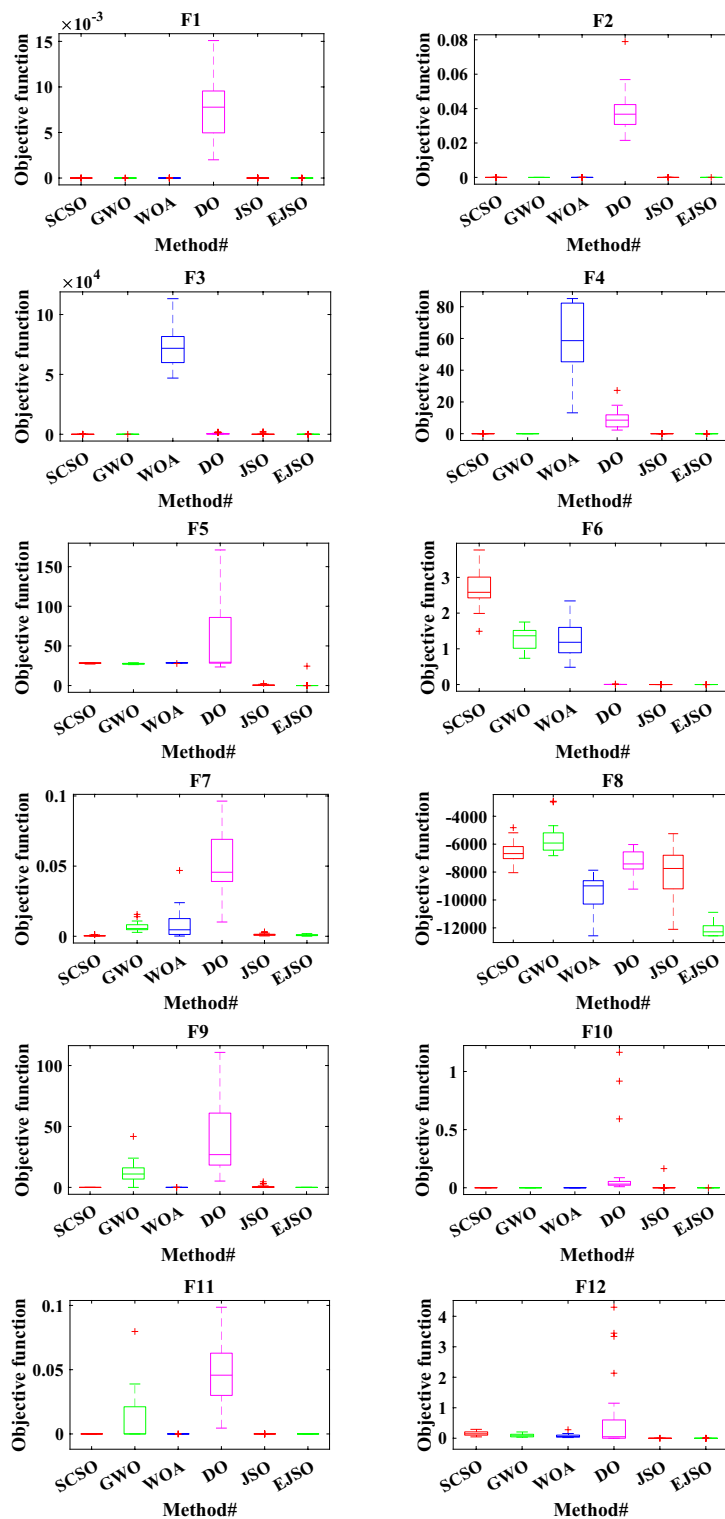 F1
×10⁻³
15
10
5
0
Objective function
SCSO GWO WOA DO JSO EJSO
Method#
F2
0.08
0.06
0.04
0.02
0
Objective function
SCSO GWO WOA DO JSO EJSO
Method#
F3
×10⁴
10
5
0
Objective function
SCSO GWO WOA DO JSO EJSO
Method#
F4
80
60
40
20
0
Objective function
SCSO GWO WOA DO JSO EJSO
Method#
F5
150
100
50
0
Objective function
SCSO GWO WOA DO JSO EJSO
Method#
F6
3
2
1
0
Objective function
SCSO GWO WOA DO JSO EJSO
Method#
F7
0.1
0.05
0
Objective function
SCSO GWO WOA DO JSO EJSO
Method#
F8
-4000
-6000
-8000
-10000
-12000
Objective function
SCSO GWO WOA DO JSO EJSO
Method#
F9
100
50
0
Objective function
SCSO GWO WOA DO JSO EJSO
Method#
F10
1
0.5
0
Objective function
SCSO GWO WOA DO JSO EJSO
Method#
F11
0.1
0.05
0
Objective function
SCSO GWO WOA DO JSO EJSO
Method#
F12
4
3
2
1
0
Objective function
SCSO GWO WOA DO JSO EJSO
Method#